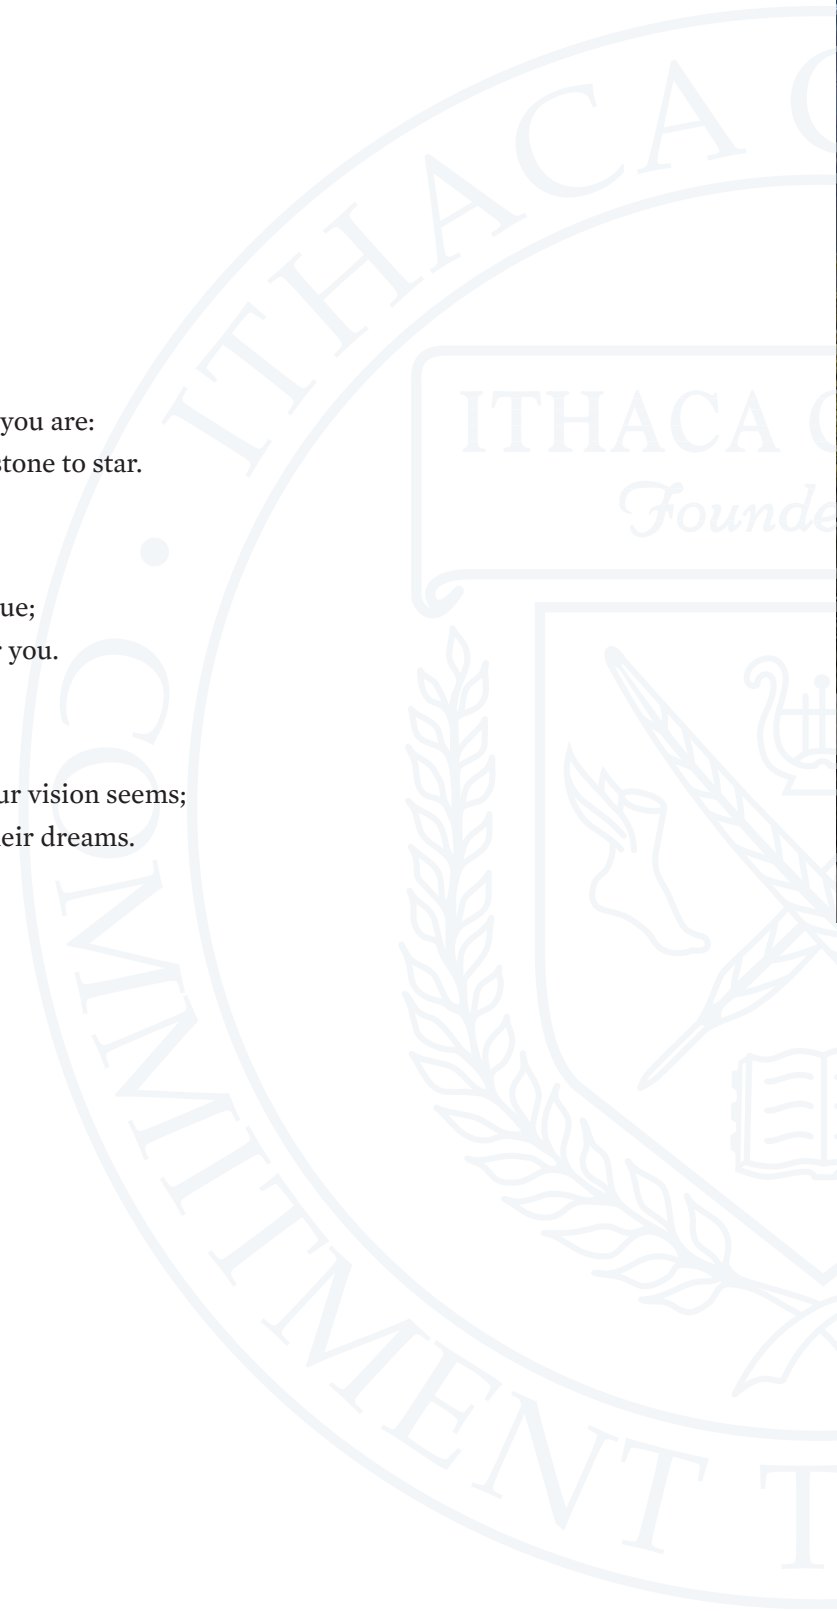 ITHACA
ITHACA
Founde
you are:
stone to star.
ue;
you.
ur vision seems;
eir dreams.
COMMITMENT T